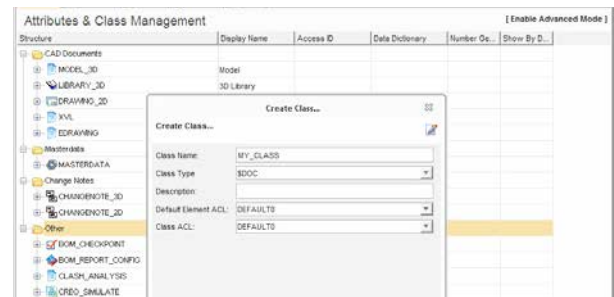 Attributes & Class Management
[ Enable Advanced Mode ]
Structure Display Name Access ID Data Dictionary Number Ge... Show By D...
CAD Documents
MODEL_3D Model
LIBRARY_3D 3D Library
DRAWING_2D
XVL
EDRAWING
Masterdata
MASTERDATA
Change Notes
CHANGENOTE_3D
CHANGENOTE_2D
Other
BOM_CHECKPOINT
BOM_REPORT_CONFIG
CLASH_ANALYSIS
CREO_SIMULATE
Create Class...
Create Class...
Class Name: MY_CLASS
Class Type $DOC
Description:
Default Element ACL: DEFAULT0
Class ACL: DEFAULT0